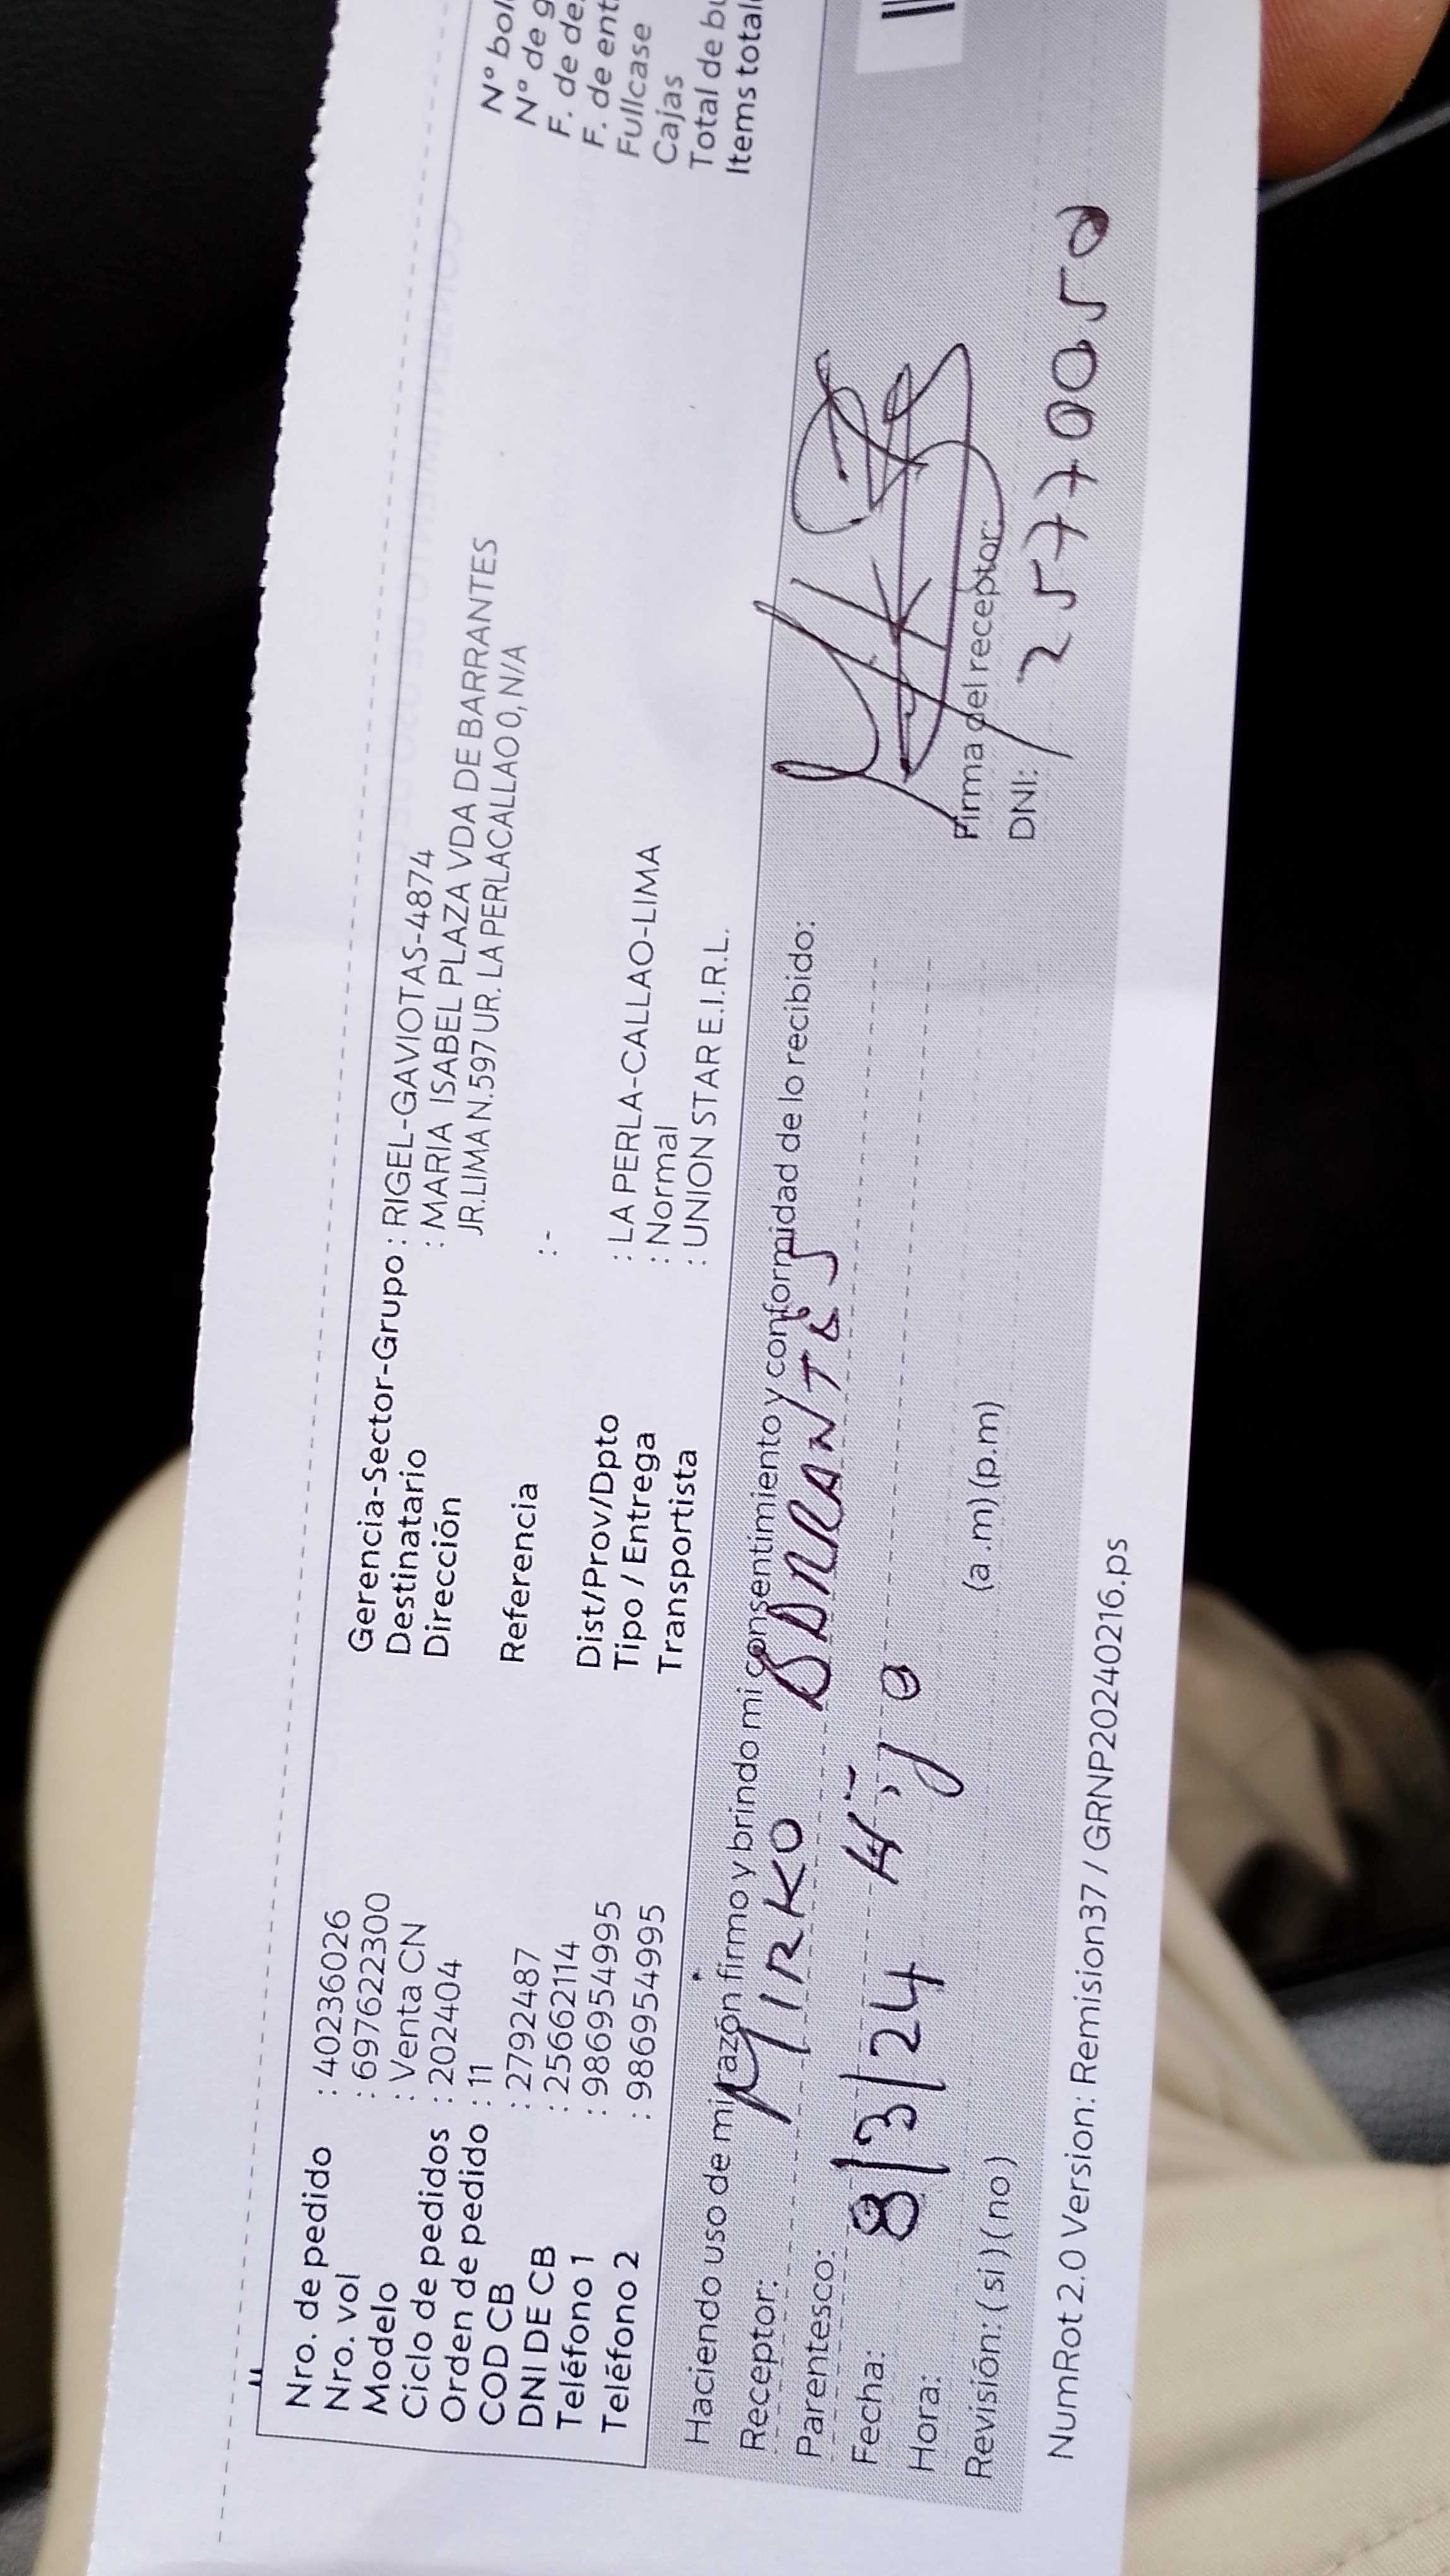 Nro. de pedido : 40236026
Nro. vol : 697622300
Modelo : Venta CN
Ciclo de pedidos : 202404
Orden de pedido : 11
COD CB : 2792487
DNI DE CB : 25662114
Teléfono 1 : 986954995
Teléfono 2 : 986954995
Gerencia-Sector-Grupo : RIGEL-GAVIOTAS-4874
Destinatario : MARIA ISABEL PLAZA VDA DE BARRANTES
Dirección JR.LIMA N.597 UR. LA PERLACALLAO 0, N/A
Referencia : -
Dist/Prov/Dpto : LA PERLA-CALLAO-LIMA
Tipo / Entrega : Normal
Transportista : UNION STAR E.I.R.L.
N° bol
N° de g
F. de de
F. de ent
Fullcase
Cajas
Total de bu
Items total
Haciendo uso de mi razón firmo y brindo mi consentimiento y conformidad de lo recibido:
Receptor: MIRKO BARRANTES
Parentesco: Hijo
Fecha: 8/3/24
Hora: (a .m) (p.m)
Revisión: ( si ) ( no )
Firma del receptor:
DNI: 25770050
NumRot 2.0 Version: Remision37 / GRNP20240216.ps